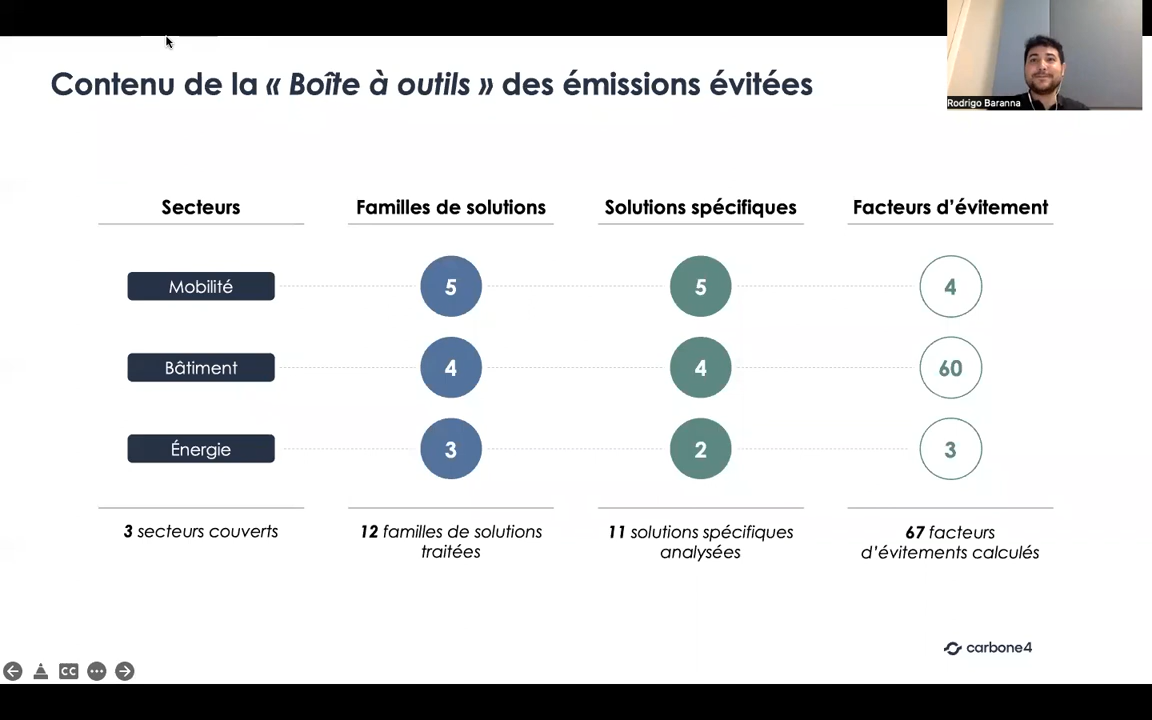 Contenu de la « Boîte à outils » des émissions évitées
Rodrigo Baranna
Secteurs
Familles de solutions
Solutions spécifiques
Facteurs d'évitement
Mobilité
5
5
4
Bâtiment
4
4
60
Énergie
3
2
3
3 secteurs couverts
12 familles de solutions
traitées
11 solutions spécifiques
analysées
67 facteurs
d'évitements calculés
carbone4
CC